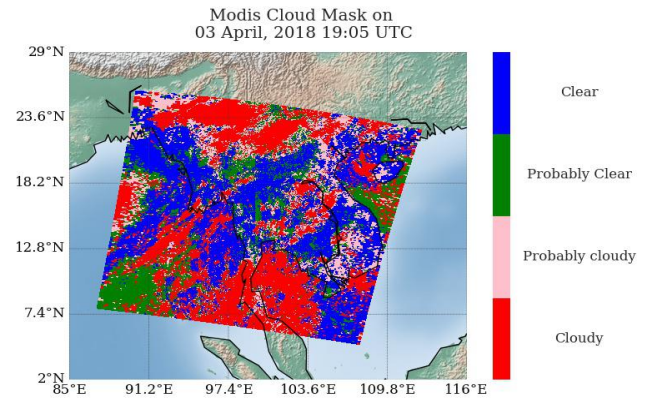 Modis Cloud Mask on
03 April, 2018 19:05 UTC
29°N
23.6°N
18.2°N
12.8°N
7.4°N
2°N
85°E
91.2°E
97.4°E
103.6°E
109.8°E
116°E
Clear
Probably Clear
Probably cloudy
Cloudy